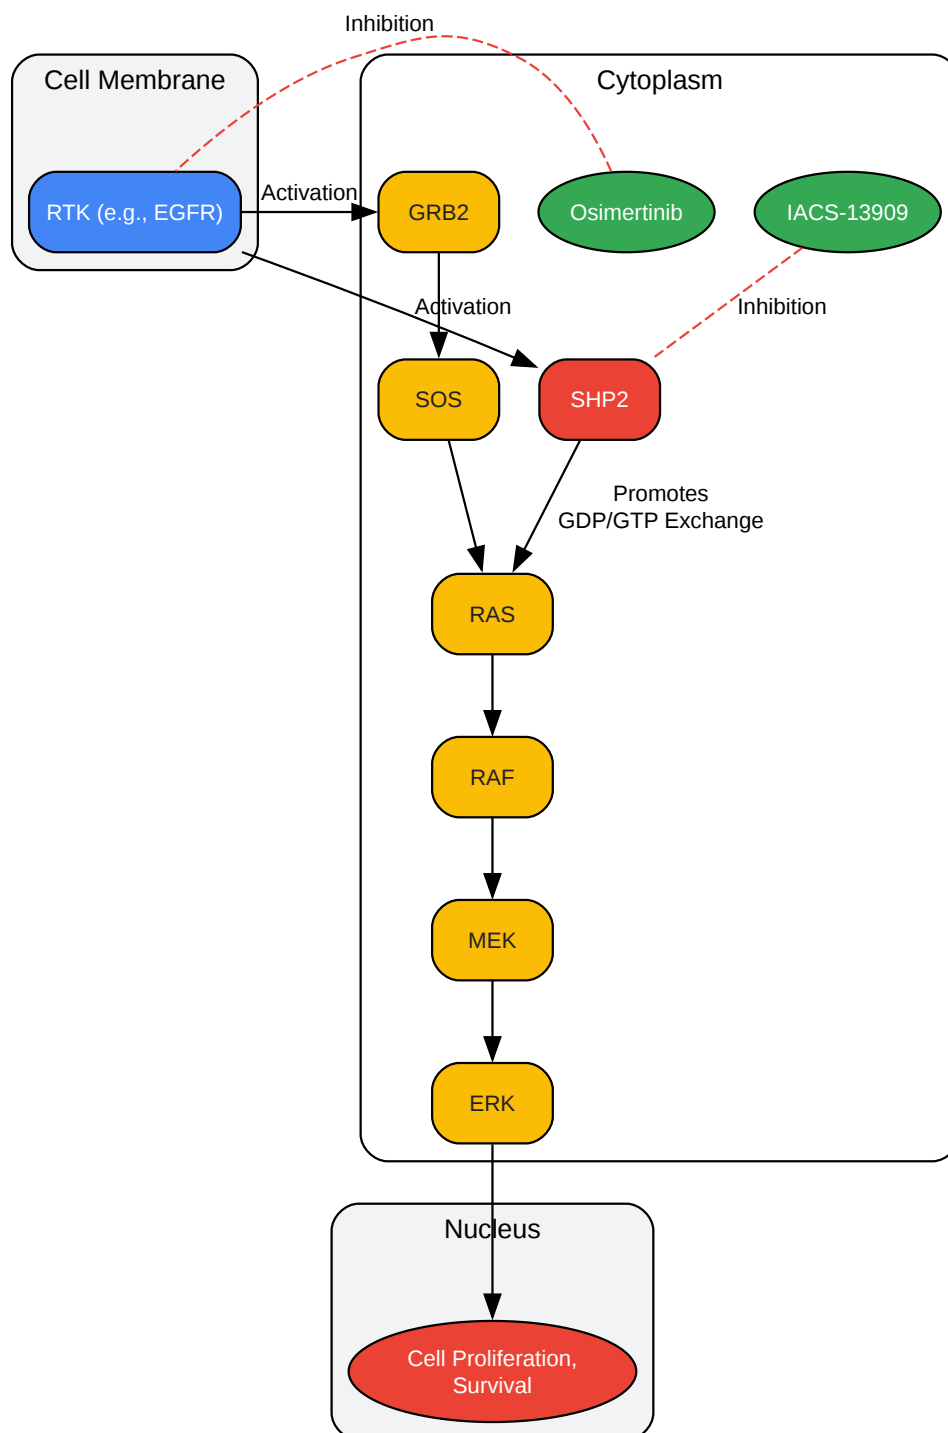 Inhibition
Cell Membrane
Cytoplasm
RTK (e.g., EGFR)
Activation
GRB2
Osimertinib
IACS-13909
Activation
Inhibition
SOS
SHP2
Promotes
GDP/GTP Exchange
RAS
RAF
MEK
ERK
Nucleus
Cell Proliferation,
Survival